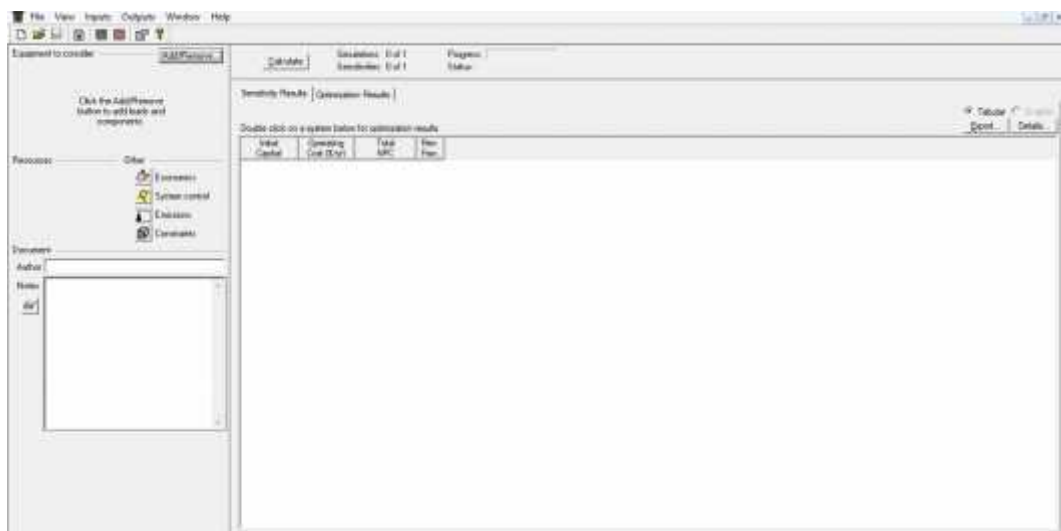 File View Inputs Outputs Window Help
Equipment to consider
Add/Remove...
Click the Add/Remove
button to add loads and
components
Resources
Other
Economics
System control
Emissions
Constraints
Document
Author
Notes
Calculate
Simulations: 0 of 1
Sensitivities: 0 of 1
Progress:
Status:
Sensitivity Results
Optimization Results
Tabular
Double click on a system below for optimization results.
Export...
Details...
Initial
Capital
Operating
Cost ($/yr)
Total
NPC
Ren.
Frac.